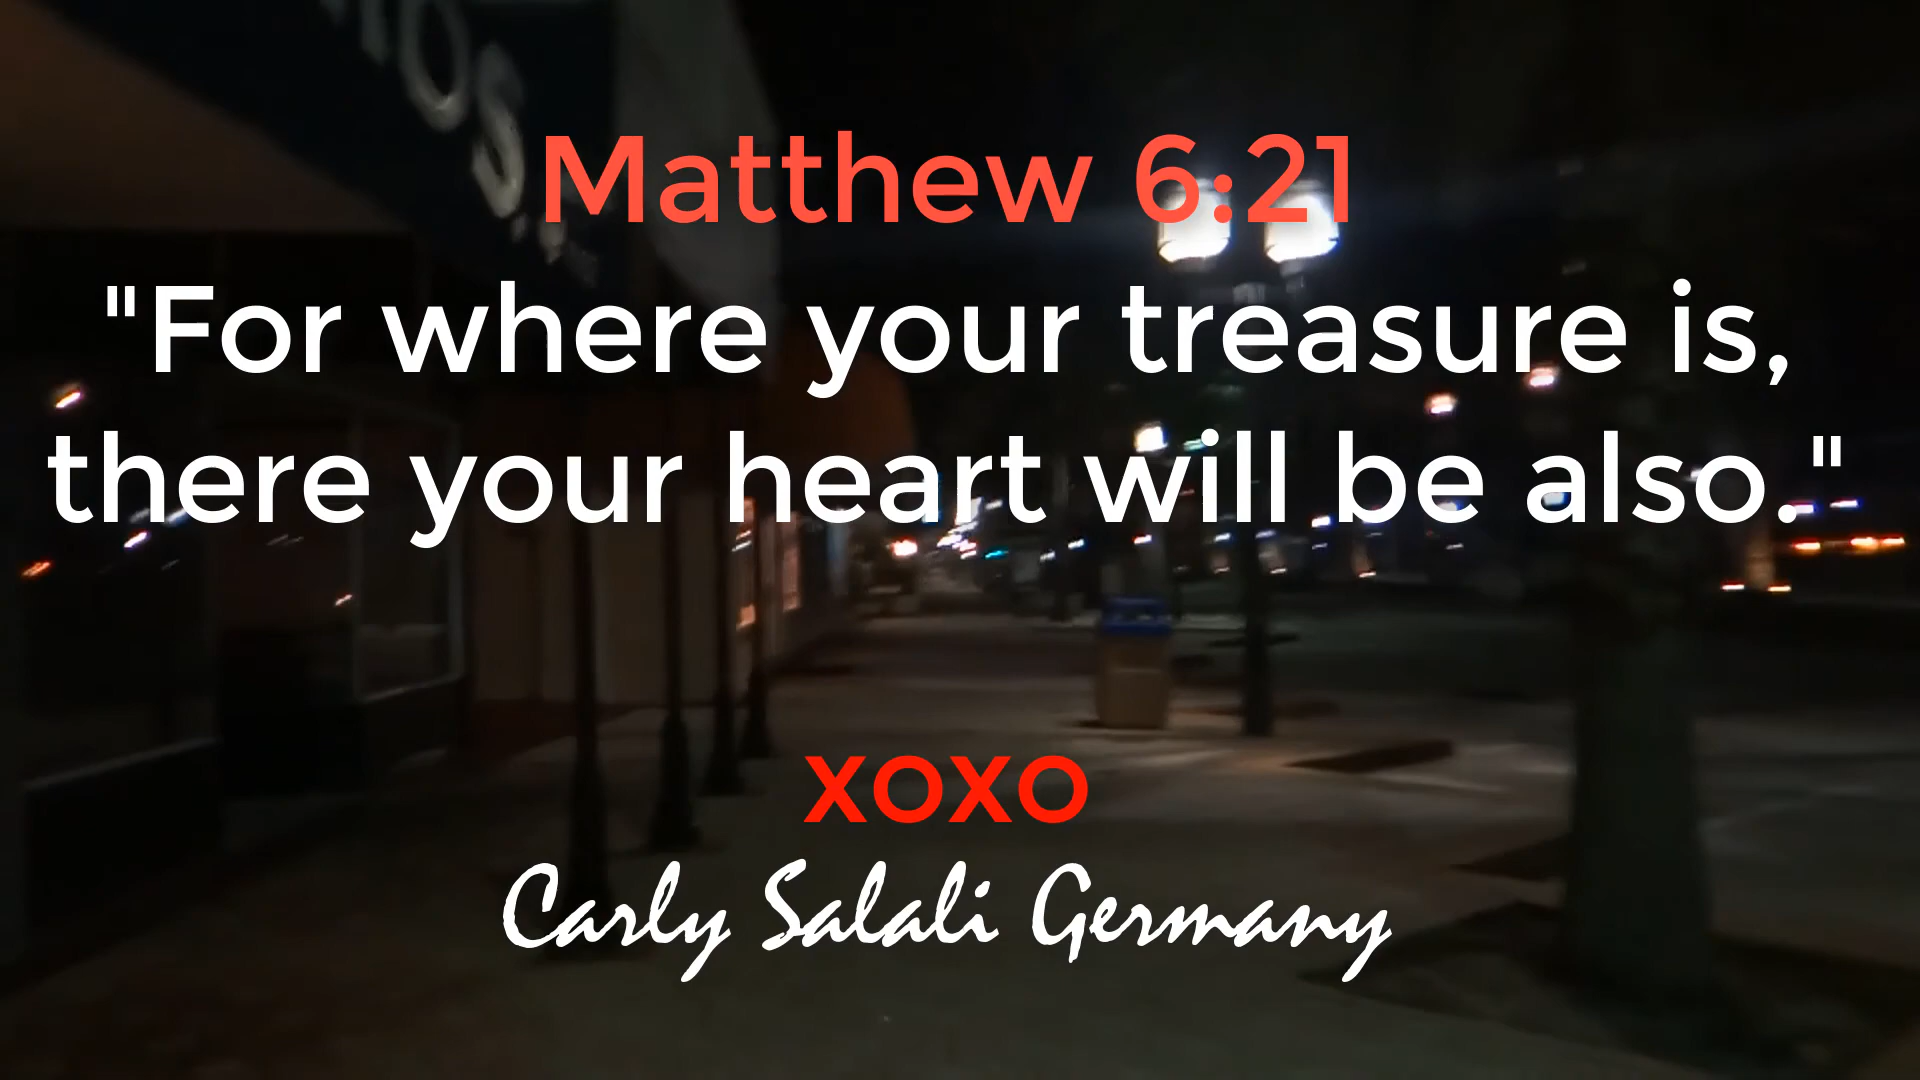 Matthew 6:21
"For where your treasure is,
there your heart will be also."
XOXO
Carly Salali Germany